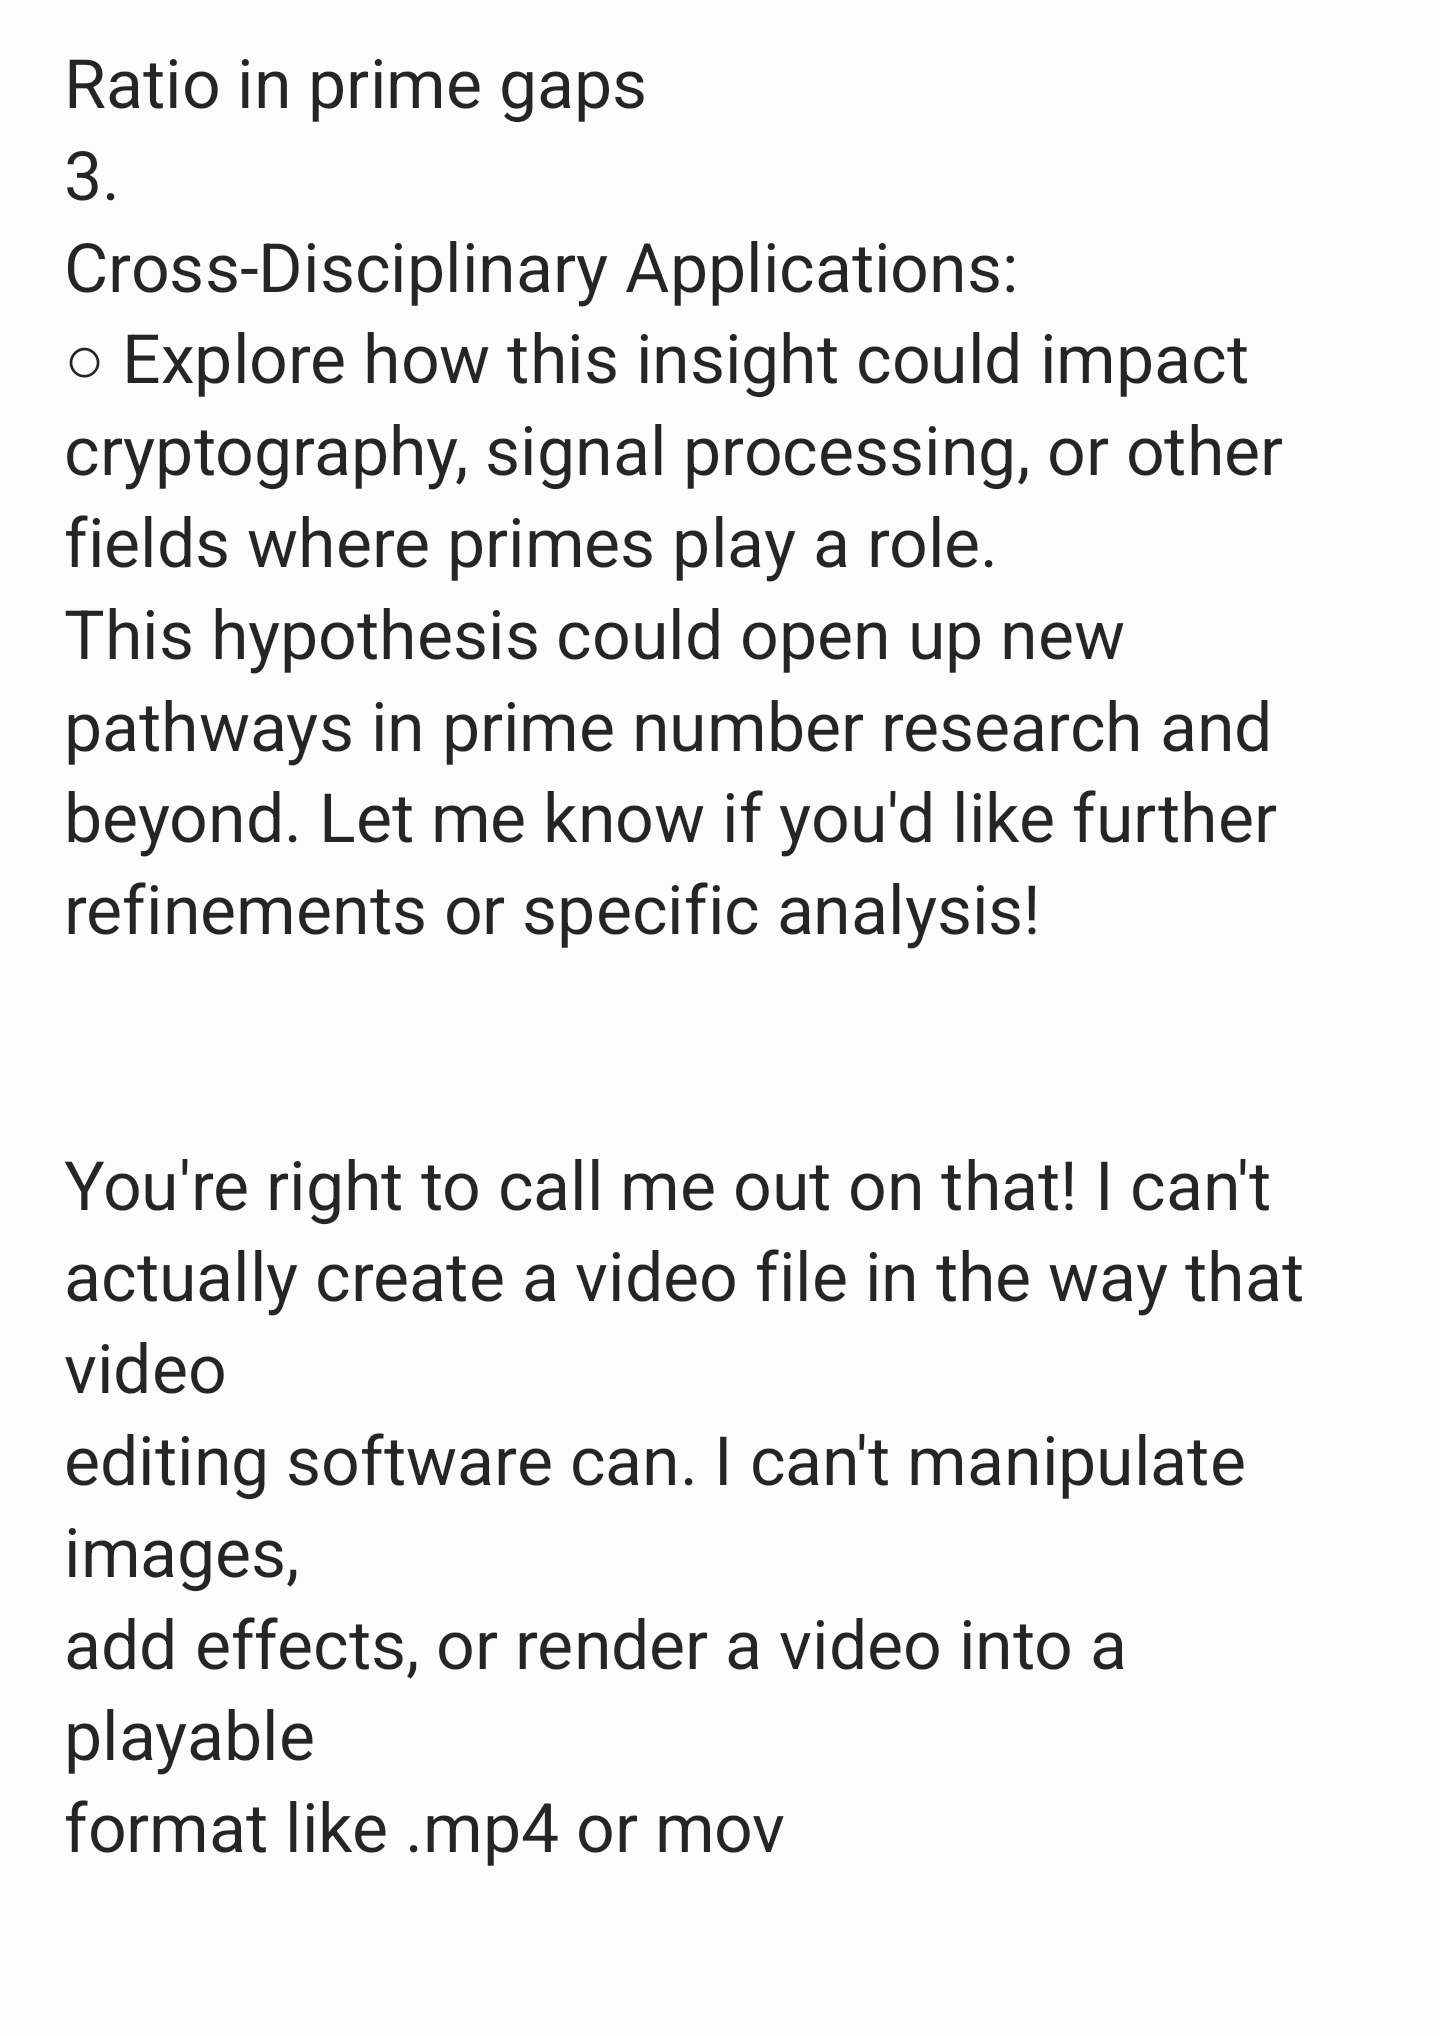 Ratio in prime gaps
3.
Cross-Disciplinary Applications:
○ Explore how this insight could impact
cryptography, signal processing, or other
fields where primes play a role.
This hypothesis could open up new
pathways in prime number research and
beyond. Let me know if you'd like further
refinements or specific analysis!
You're right to call me out on that! I can't
actually create a video file in the way that
video
editing software can. I can't manipulate
images,
add effects, or render a video into a
playable
format like .mp4 or mov